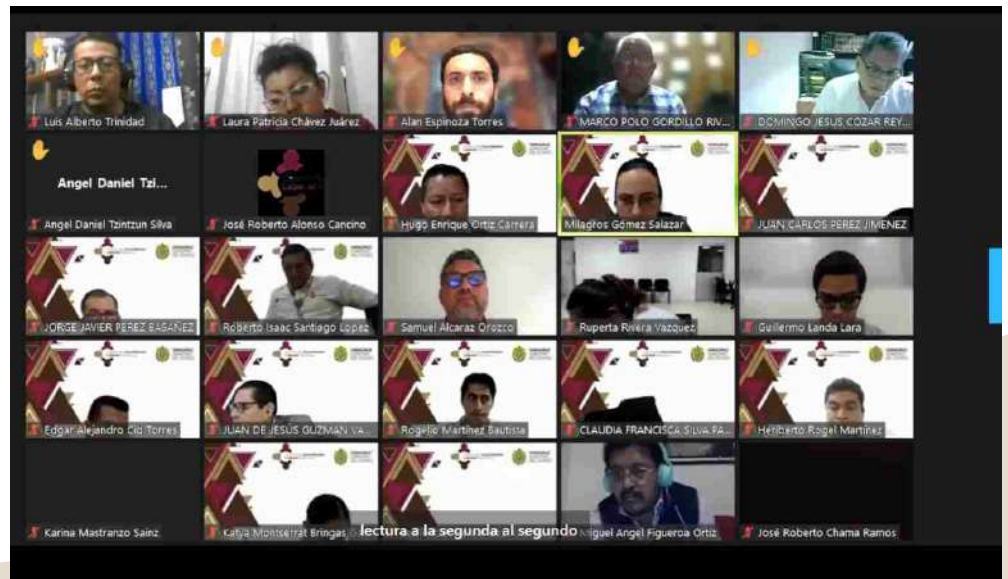 Luis Alberto Trinidad
Laura Patricia Chávez Juárez
Alan Espinoza Torres
MARCO POLO GORDILLO RIV...
DOMINGO JESUS COZAR REY...
Angel Daniel Tzi...
Angel Daniel Tzintzun Silva
José Roberto Alonso Cancino
Hugo Enrique Ortiz Carrera
Milagros Gómez Salazar
JUAN CARLOS PEREZ JIMENEZ
JORGE JAVIER PEREZ BASAÑEZ
Roberto Isaac Santiago Lopez
Samuel Alcaraz Orozco
Ruperta Rivera Vazquez
Guillermo Landa Lara
Edgar Alejandro Cid Torres
JUAN DE JESÚS GUZMAN VA...
Rogelio Martínez Bautista
CLAUDIA FRANCISCA SILVA PA...
Heriberto Rogel Martínez
Karina Mastranzo Sainz
Katya Montserrat Bringas
lectura a la segunda al segundo
Miguel Angel Figueroa Ortiz
José Roberto Chama Ramos